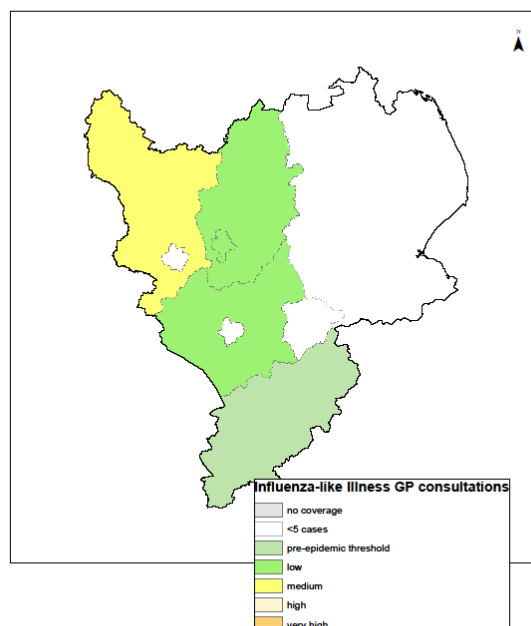 N
Influenza-like Illness GP consultations
no coverage
<5 cases
pre-epidemic threshold
low
medium
high
very high